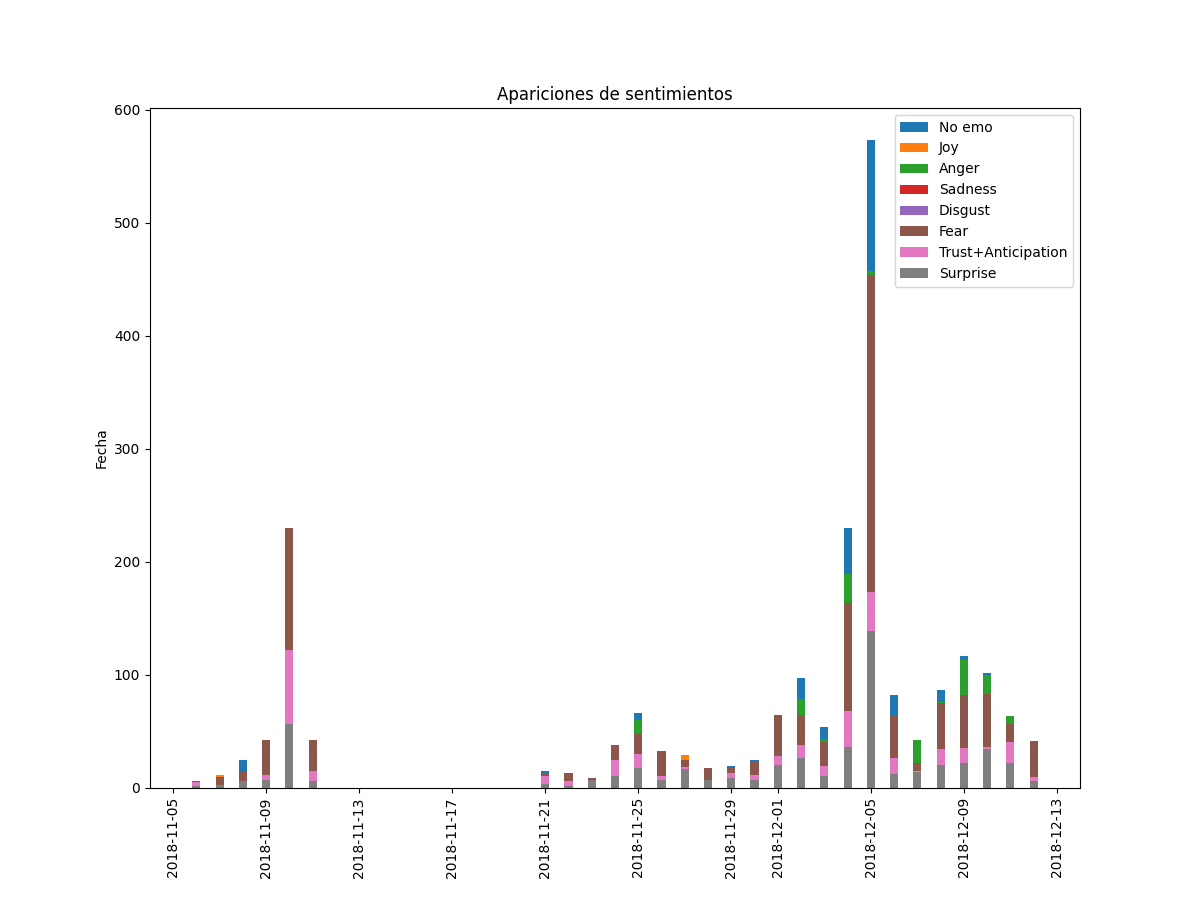 Apariciones de sentimientos
600
500
400
300
200
100
0
Fecha
No emo
Joy
Anger
Sadness
Disgust
Fear
Trust+Anticipation
Surprise
2018-11-05
2018-11-09
2018-11-13
2018-11-17
2018-11-21
2018-11-25
2018-11-29
2018-12-01
2018-12-05
2018-12-09
2018-12-13